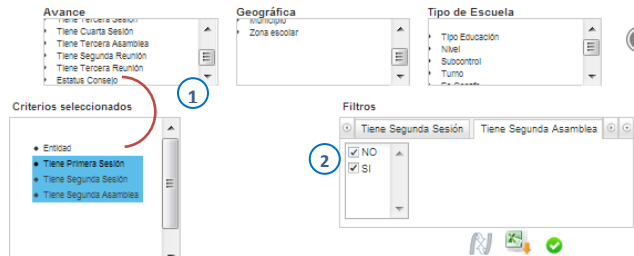 Avance
Tiene Tercera Sesión
Tiene Cuarta Sesión
Tiene Tercera Asamblea
Tiene Segunda Reunión
Tiene Tercera Reunión
Estatus Consejo
Geográfica
Municipio
Zona escolar
Tipo de Escuela
Tipo Educación
Nivel
Subcontrol
Turno
1
Criterios seleccionados
Entidad
Tiene Primera Sesión
Tiene Segunda Sesión
Tiene Segunda Asamblea
Filtros
Tiene Segunda Sesión
Tiene Segunda Asamblea
2
NO
SI